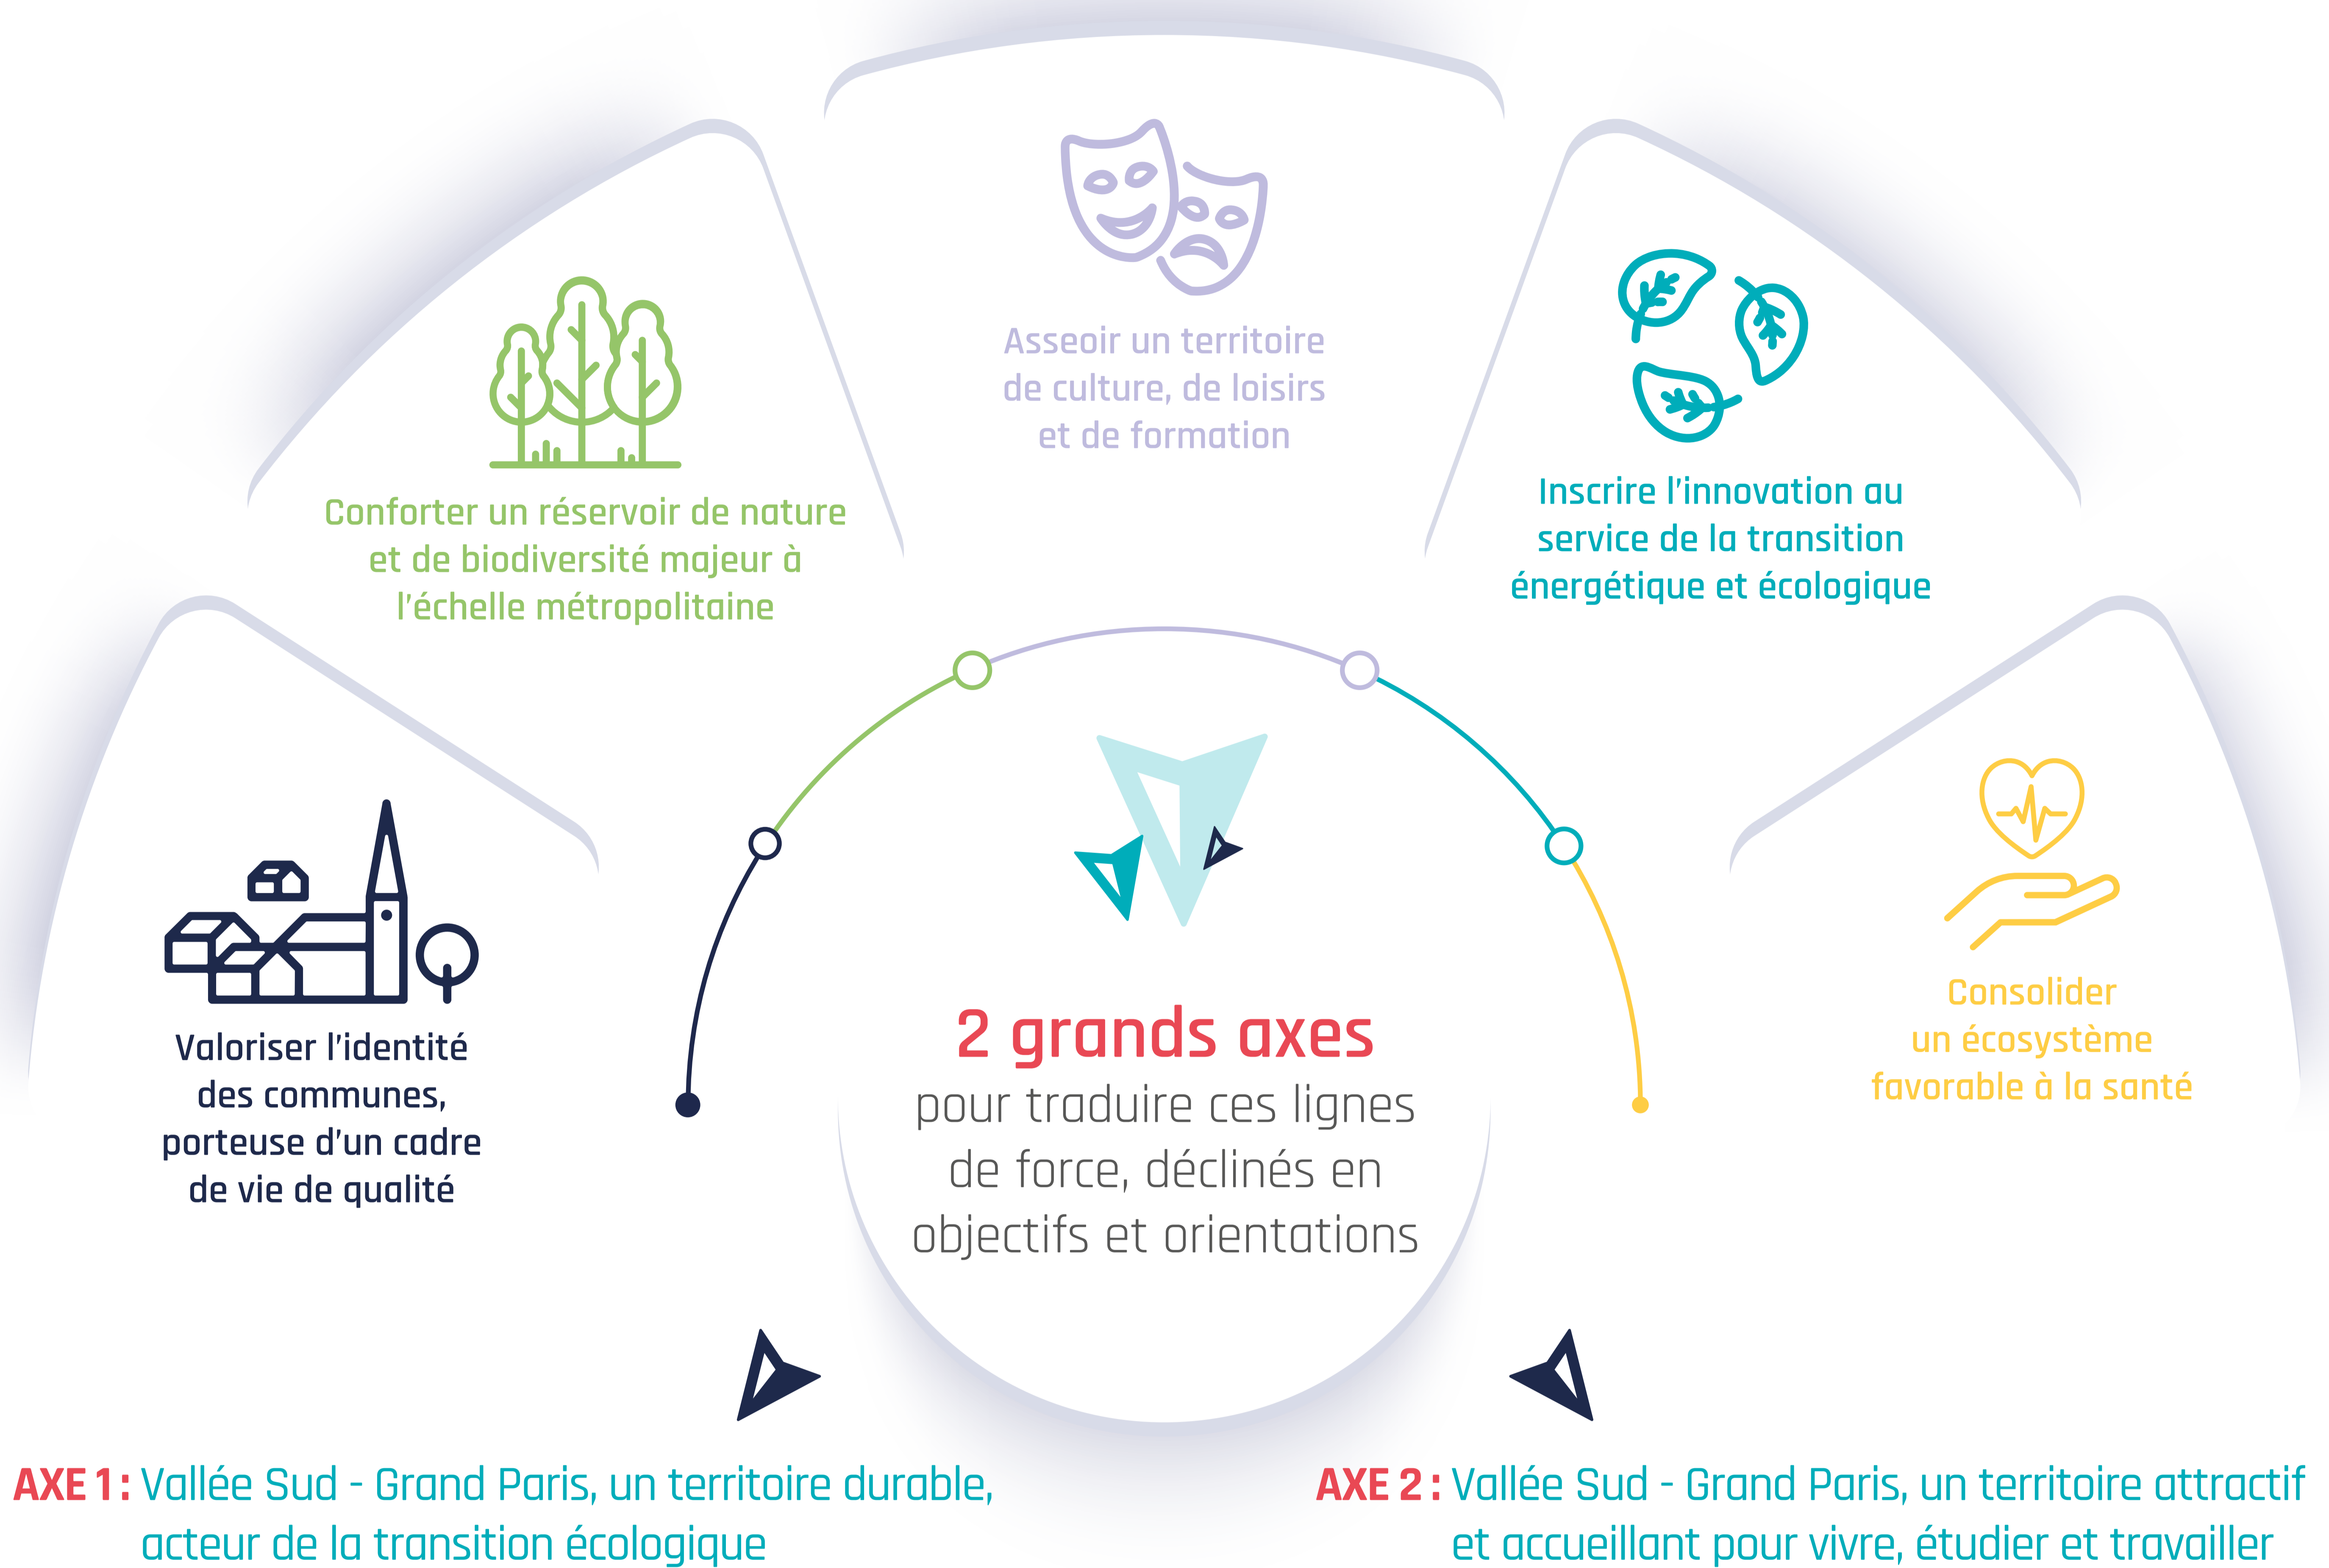 Asseoir un territoire
de culture, de loisirs
et de formation
Conforter un réservoir de nature
et de biodiversité majeur à
l'échelle métropolitaine
Inscrire l'innovation au
service de la transition
énergétique et écologique
Valoriser l'identité
des communes,
porteuse d'un cadre
de vie de qualité
Consolider
un écosystème
favorable à la santé
2 grands axes
pour traduire ces lignes
de force, déclinés en
objectifs et orientations
AXE 1 : Vallée Sud - Grand Paris, un territoire durable,
acteur de la transition écologique
AXE 2 : Vallée Sud - Grand Paris, un territoire attractif
et accueillant pour vivre, étudier et travailler